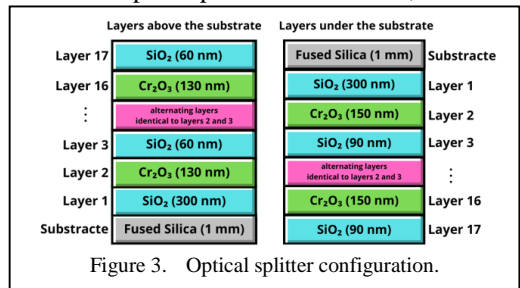 Layers above the substrate
Layer 17 SiO₂ (60 nm)
Layer 16 Cr₂O₃ (130 nm)
⋮ alternating layers
identical to layers 2 and 3
Layer 3 SiO₂ (60 nm)
Layer 2 Cr₂O₃ (130 nm)
Layer 1 SiO₂ (300 nm)
Substracte Fused Silica (1 mm)
Layers under the substrate
Fused Silica (1 mm) Substracte
SiO₂ (300 nm) Layer 1
Cr₂O₃ (150 nm) Layer 2
SiO₂ (90 nm) Layer 3
alternating layers
identical to layers 2 and 3 ⋮
Cr₂O₃ (150 nm) Layer 16
SiO₂ (90 nm) Layer 17
Figure 3. Optical splitter configuration.